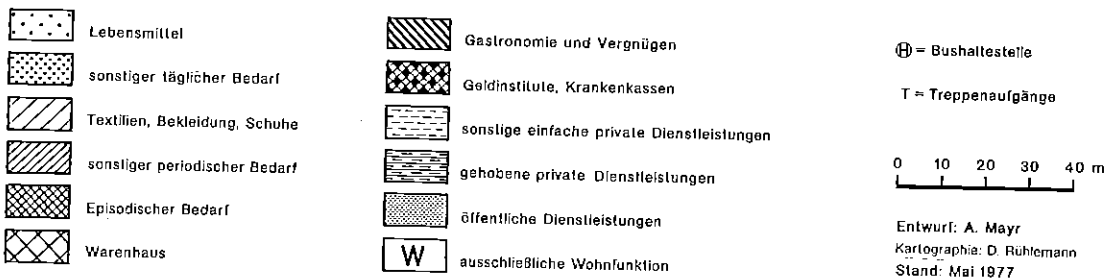 Lebensmittel
sonstiger täglicher Bedarf
Textilien, Bekleidung, Schuhe
sonstiger periodischer Bedarf
Episodischer Bedarf
Warenhaus
Gastronomie und Vergnügen
Geldinstitute, Krankenkassen
sonstige einfache private Dienstleistungen
gehobene private Dienstleistungen
öffentliche Dienstleistungen
W ausschließliche Wohnfunktion
Ⓗ = Bushaltestelle
T = Treppenaufgänge
0 10 20 30 40 m
Entwurf: A. Mayr
Kartographie: D. Rühlemann
Stand: Mai 1977